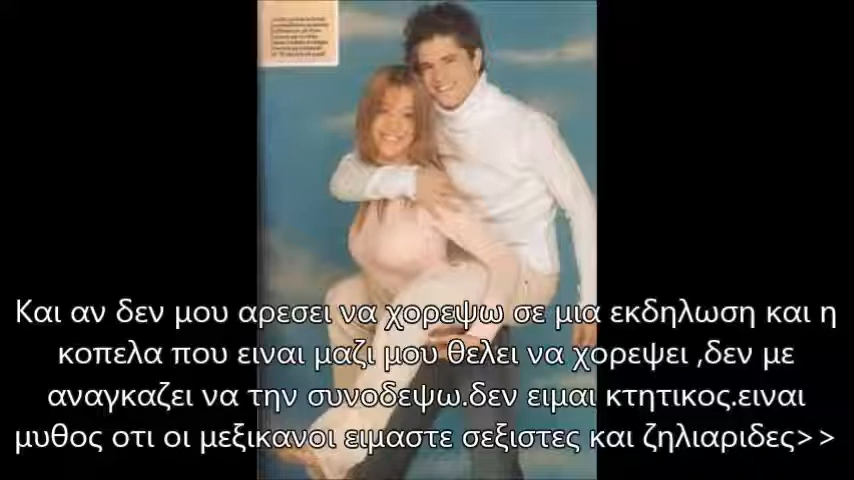 Και αν δεν μου αρεσει να χορεψω σε μια εκδηλωση και η
κοπελα που ειναι μαζι μου θελει να χορεψει ,δεν με
αναγκαζει να την συνοδεψω.δεν ειμαι κτητικος.ειναι
μυθος οτι οι μεξικανοι ειμαστε σεξιστες και ζηλιαριδες>>